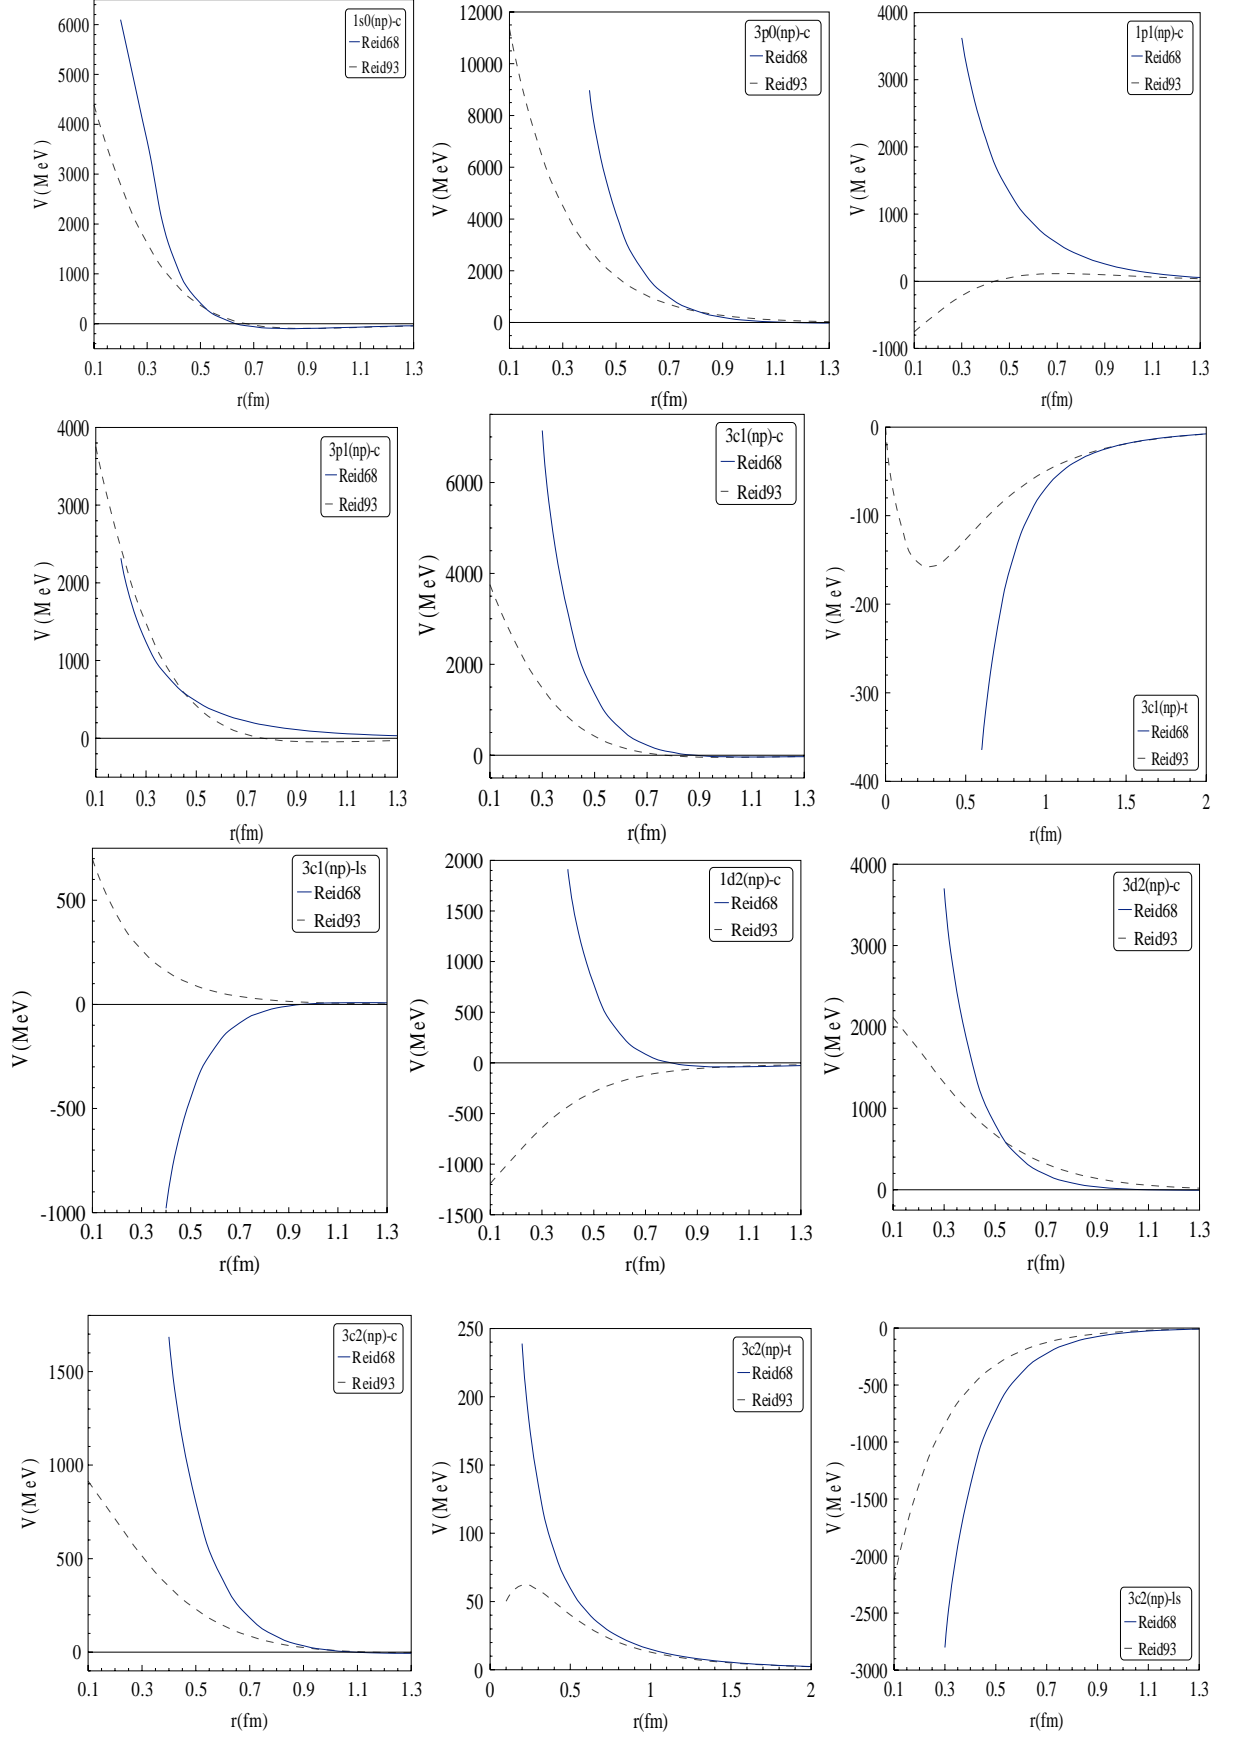 1s0(np)-c
Reid68
Reid93
6000
5000
4000
3000
2000
1000
0
V(MeV)
0.1 0.3 0.5 0.7 0.9 1.1 1.3
r(fm)
3p0(np)-c
Reid68
Reid93
12000
10000
8000
6000
4000
2000
0
V(MeV)
0.1 0.3 0.5 0.7 0.9 1.1 1.3
r(fm)
1p1(np)-c
Reid68
Reid93
4000
3000
2000
1000
0
-1000
V(MeV)
0.1 0.3 0.5 0.7 0.9 1.1 1.3
r(fm)
3p1(np)-c
Reid68
Reid93
4000
3000
2000
1000
0
V(MeV)
0.1 0.3 0.5 0.7 0.9 1.1 1.3
r(fm)
3c1(np)-c
Reid68
Reid93
6000
4000
2000
0
V(MeV)
0.1 0.3 0.5 0.7 0.9 1.1 1.3
r(fm)
0
-100
-200
-300
-400
V(MeV)
3c1(np)-t
Reid68
Reid93
0 0.5 1 1.5 2
r(fm)
3c1(np)-ls
Reid68
Reid93
500
0
-500
-1000
V(MeV)
0.1 0.3 0.5 0.7 0.9 1.1 1.3
r(fm)
1d2(np)-c
Reid68
Reid93
2000
1500
1000
500
0
-500
-1000
-1500
V(MeV)
0.1 0.3 0.5 0.7 0.9 1.1 1.3
r(fm)
3d2(np)-c
Reid68
Reid93
4000
3000
2000
1000
0
V(MeV)
0.1 0.3 0.5 0.7 0.9 1.1 1.3
r(fm)
3c2(np)-c
Reid68
Reid93
1500
1000
500
0
V(MeV)
0.1 0.3 0.5 0.7 0.9 1.1 1.3
r(fm)
3c2(np)-t
Reid68
Reid93
250
200
150
100
50
0
V(MeV)
0 0.5 1 1.5 2
r(fm)
0
-500
-1000
-1500
-2000
-2500
-3000
V(MeV)
3c2(np)-ls
Reid68
Reid93
0.1 0.3 0.5 0.7 0.9 1.1 1.3
r(fm)